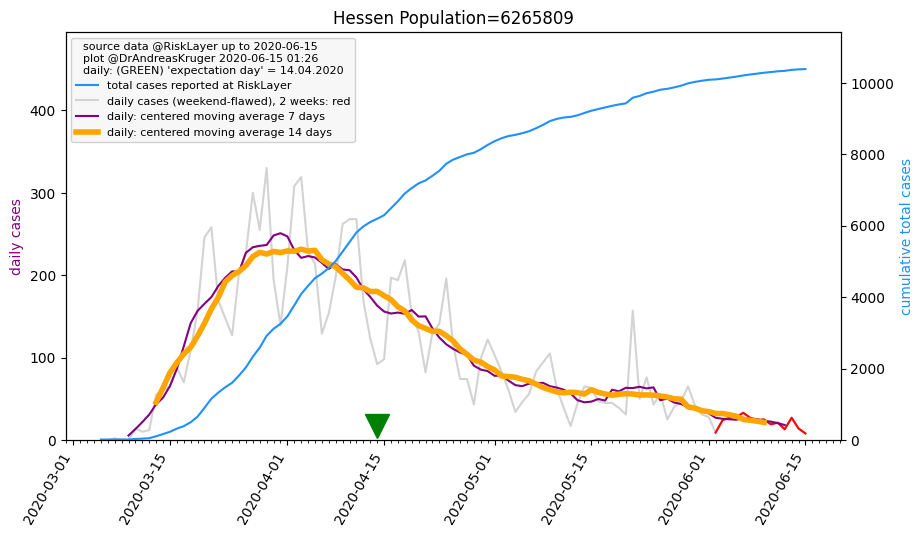 Hessen Population=6265809
source data @RiskLayer up to 2020-06-15
plot @DrAndreasKruger 2020-06-15 01:26
daily: (GREEN) 'expectation day' = 14.04.2020
total cases reported at RiskLayer
daily cases (weekend-flawed), 2 weeks: red
daily: centered moving average 7 days
daily: centered moving average 14 days
daily cases
400
300
200
100
0
cumulative total cases
10000
8000
6000
4000
2000
0
2020-03-01
2020-03-15
2020-04-01
2020-04-15
2020-05-01
2020-05-15
2020-06-01
2020-06-15